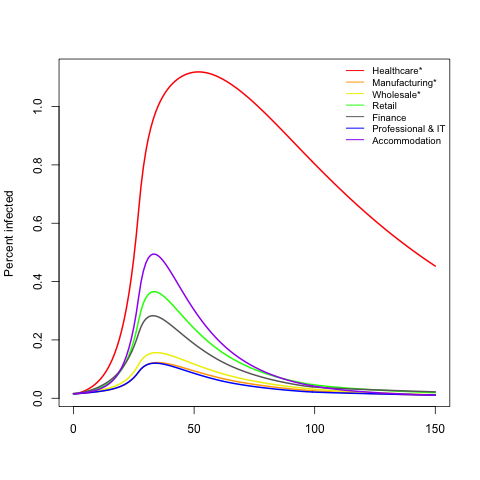 Healthcare*
Manufacturing*
Wholesale*
Retail
Finance
Professional & IT
Accommodation
Percent infected
1.0
0.8
0.6
0.4
0.2
0.0
0
50
100
150